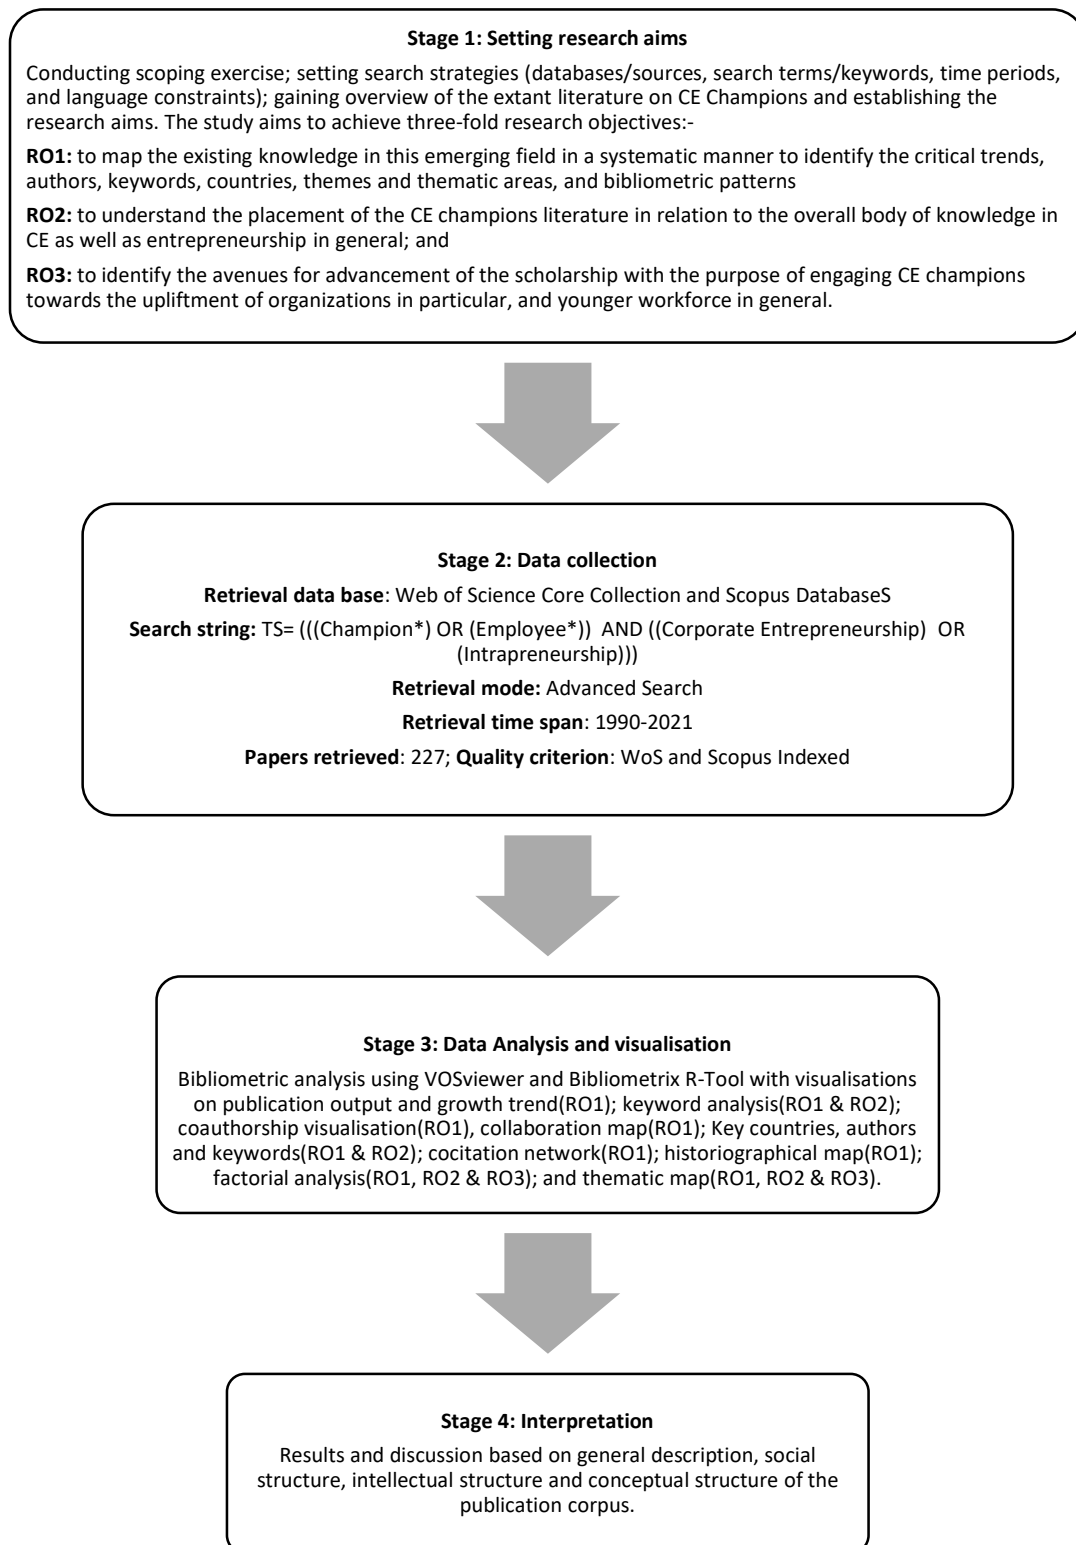 Stage 1: Setting research aims
Conducting scoping exercise; setting search strategies (databases/sources, search terms/keywords, time periods,
and language constraints); gaining overview of the extant literature on CE Champions and establishing the
research aims. The study aims to achieve three-fold research objectives:-
RO1: to map the existing knowledge in this emerging field in a systematic manner to identify the critical trends,
authors, keywords, countries, themes and thematic areas, and bibliometric patterns
RO2: to understand the placement of the CE champions literature in relation to the overall body of knowledge in
CE as well as entrepreneurship in general; and
RO3: to identify the avenues for advancement of the scholarship with the purpose of engaging CE champions
towards the upliftment of organizations in particular, and younger workforce in general.
Stage 2: Data collection
Retrieval data base: Web of Science Core Collection and Scopus DatabaseS
Search string: TS= (((Champion*) OR (Employee*)) AND ((Corporate Entrepreneurship) OR
(Intrapreneurship)))
Retrieval mode: Advanced Search
Retrieval time span: 1990-2021
Papers retrieved: 227; Quality criterion: WoS and Scopus Indexed
Stage 3: Data Analysis and visualisation
Bibliometric analysis using VOSviewer and Bibliometrix R-Tool with visualisations
on publication output and growth trend(RO1); keyword analysis(RO1 & RO2);
coauthorship visualisation(RO1), collaboration map(RO1); Key countries, authors
and keywords(RO1 & RO2); cocitation network(RO1); historiographical map(RO1);
factorial analysis(RO1, RO2 & RO3); and thematic map(RO1, RO2 & RO3).
Stage 4: Interpretation
Results and discussion based on general description, social
structure, intellectual structure and conceptual structure of the
publication corpus.